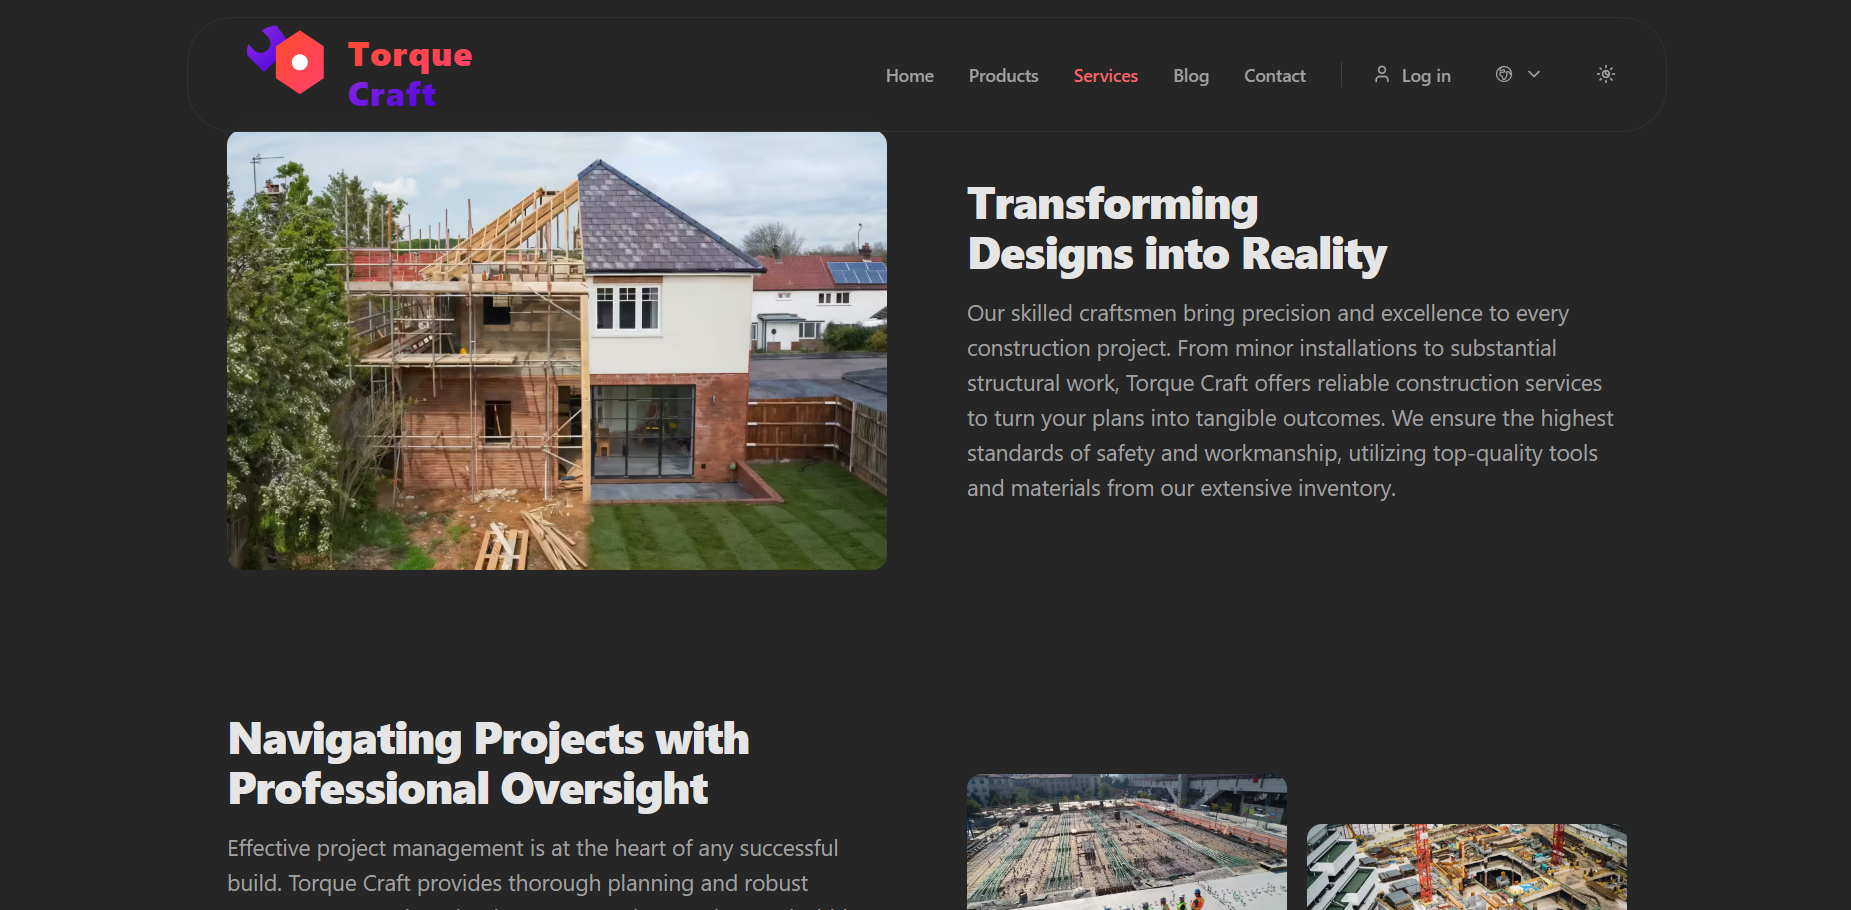 Torque
Craft
Home
Products
Services
Blog
Contact
Log in
Transforming
Designs into Reality
Our skilled craftsmen bring precision and excellence to every
construction project. From minor installations to substantial
structural work, Torque Craft offers reliable construction services
to turn your plans into tangible outcomes. We ensure the highest
standards of safety and workmanship, utilizing top-quality tools
and materials from our extensive inventory.
Navigating Projects with
Professional Oversight
Effective project management is at the heart of any successful
build. Torque Craft provides thorough planning and robust